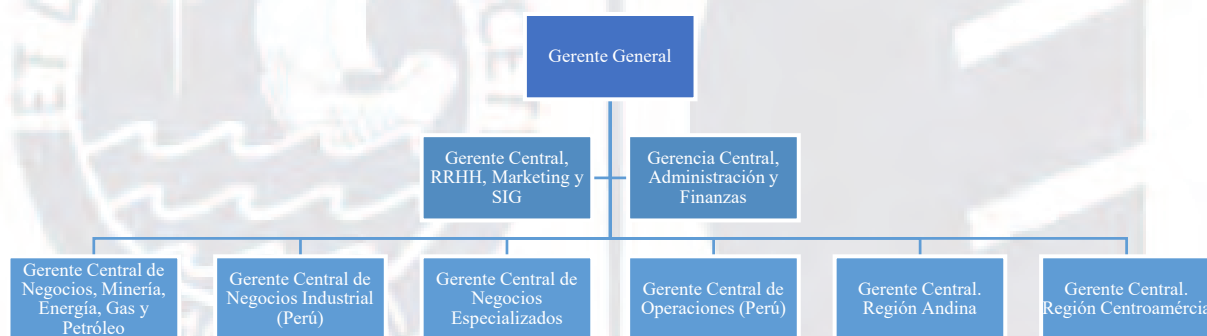 Gerente General
Gerente Central,
RRHH, Marketing y
SIG
Gerencia Central,
Administración y
Finanzas
Gerente Central de
Negocios, Minería,
Energía, Gas y
Petróleo
Gerente Central de
Negocios Industrial
(Perú)
Gerente Central de
Negocios
Especializados
Gerente Central de
Operaciones (Perú)
Gerente Central.
Región Andina
Gerente Central.
Región Centroamércia